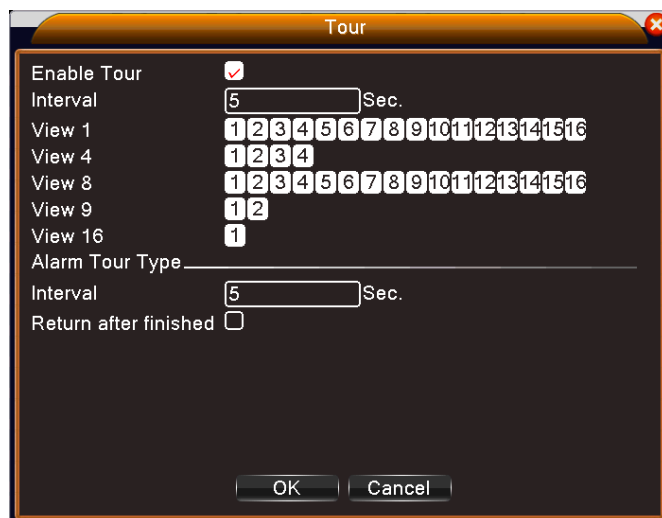 Tour
Enable Tour
Interval 5 Sec.
View 1 1 2 3 4 5 6 7 8 9 10 11 12 13 14 15 16
View 4 1 2 3 4
View 8 1 2 3 4 5 6 7 8 9 10 11 12 13 14 15 16
View 9 1 2
View 16 1
Alarm Tour Type
Interval 5 Sec.
Return after finished
OK Cancel